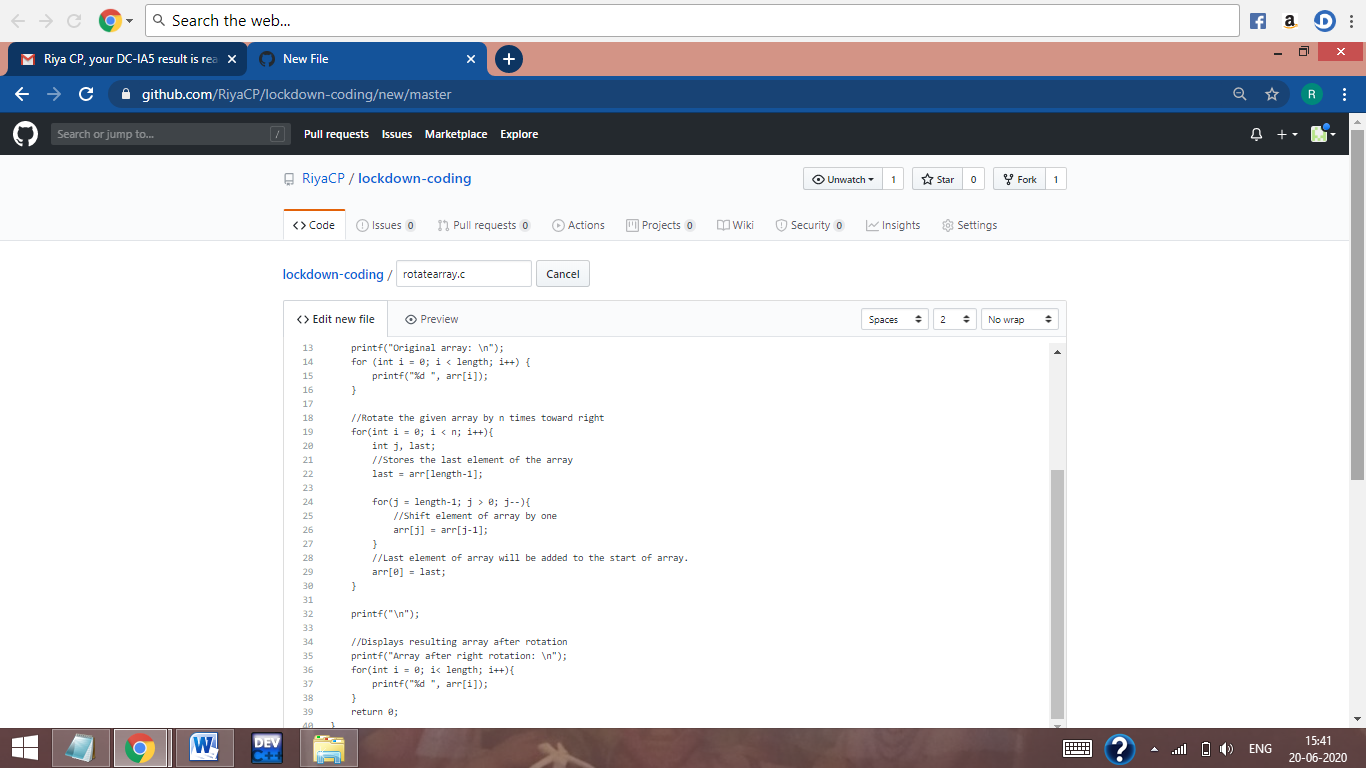 Search the web...
Riya CP, your DC-IA5 result is rea
New File
github.com/RiyaCP/lockdown-coding/new/master
R
Search or jump to...
/
Pull requests Issues Marketplace Explore
RiyaCP / lockdown-coding
Unwatch 1 Star 0 Fork 1
Code Issues 0 Pull requests 0 Actions Projects 0 Wiki Security 0 Insights Settings
lockdown-coding / rotatearray.c Cancel
Edit new file Preview Spaces 2 No wrap
13 printf("Original array: \n");
14 for (int i = 0; i < length; i++) {
15 printf("%d ", arr[i]);
16 }
17
18 //Rotate the given array by n times toward right
19 for(int i = 0; i < n; i++){
20 int j, last;
21 //Stores the last element of the array
22 last = arr[length-1];
23
24 for(j = length-1; j > 0; j--){
25 //Shift element of array by one
26 arr[j] = arr[j-1];
27 }
28 //Last element of array will be added to the start of array.
29 arr[0] = last;
30 }
31
32 printf("\n");
33
34 //Displays resulting array after rotation
35 printf("Array after right rotation: \n");
36 for(int i = 0; i< length; i++){
37 printf("%d ", arr[i]);
38 }
39 return 0;
40 }
W DEV C++ ? ENG 15:41
20-06-2020